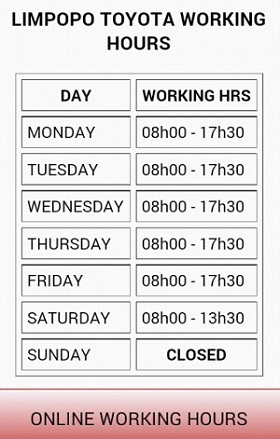 LIMPOPO TOYOTA WORKING
HOURS
DAY WORKING HRS
MONDAY 08h00 - 17h30
TUESDAY 08h00 - 17h30
WEDNESDAY 08h00 - 17h30
THURSDAY 08h00 - 17h30
FRIDAY 08h00 - 17h30
SATURDAY 08h00 - 13h30
SUNDAY CLOSED
ONLINE WORKING HOURS